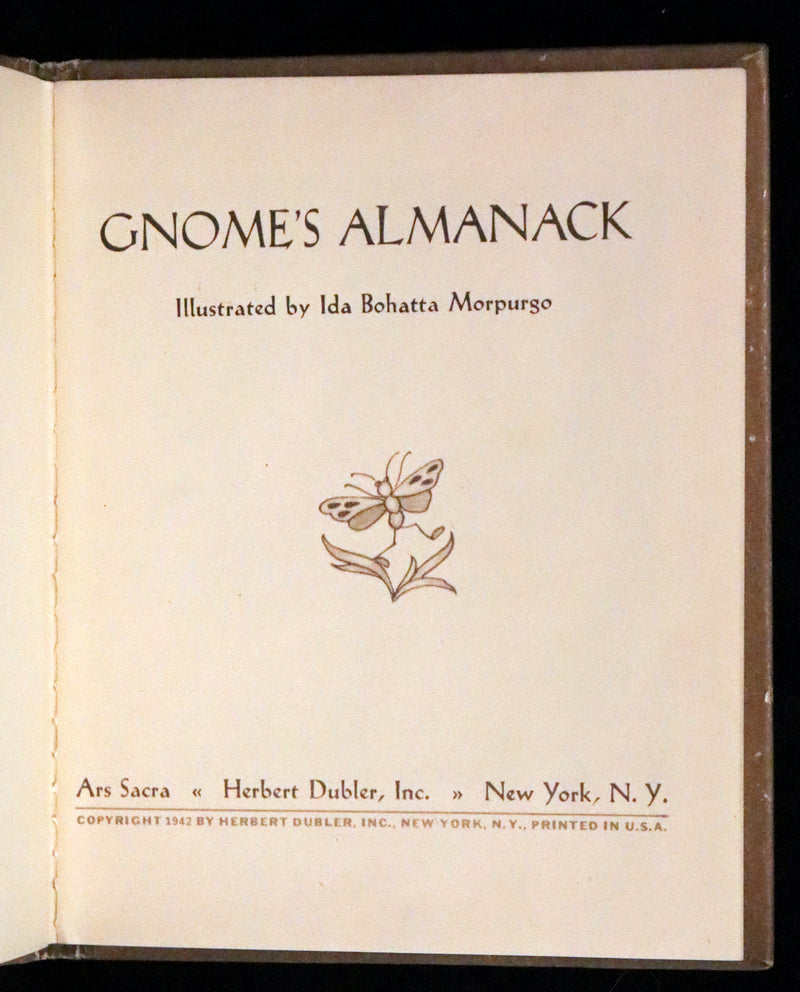 GNOME'S ALMANACK
Illustrated by Ida Bohatta Morpurgo
Ars Sacra « Herbert Dubler, Inc. » New York, N. Y.
COPYRIGHT 1942 BY HERBERT DUBLER, INC., NEW YORK, N. Y., PRINTED IN U.S.A.